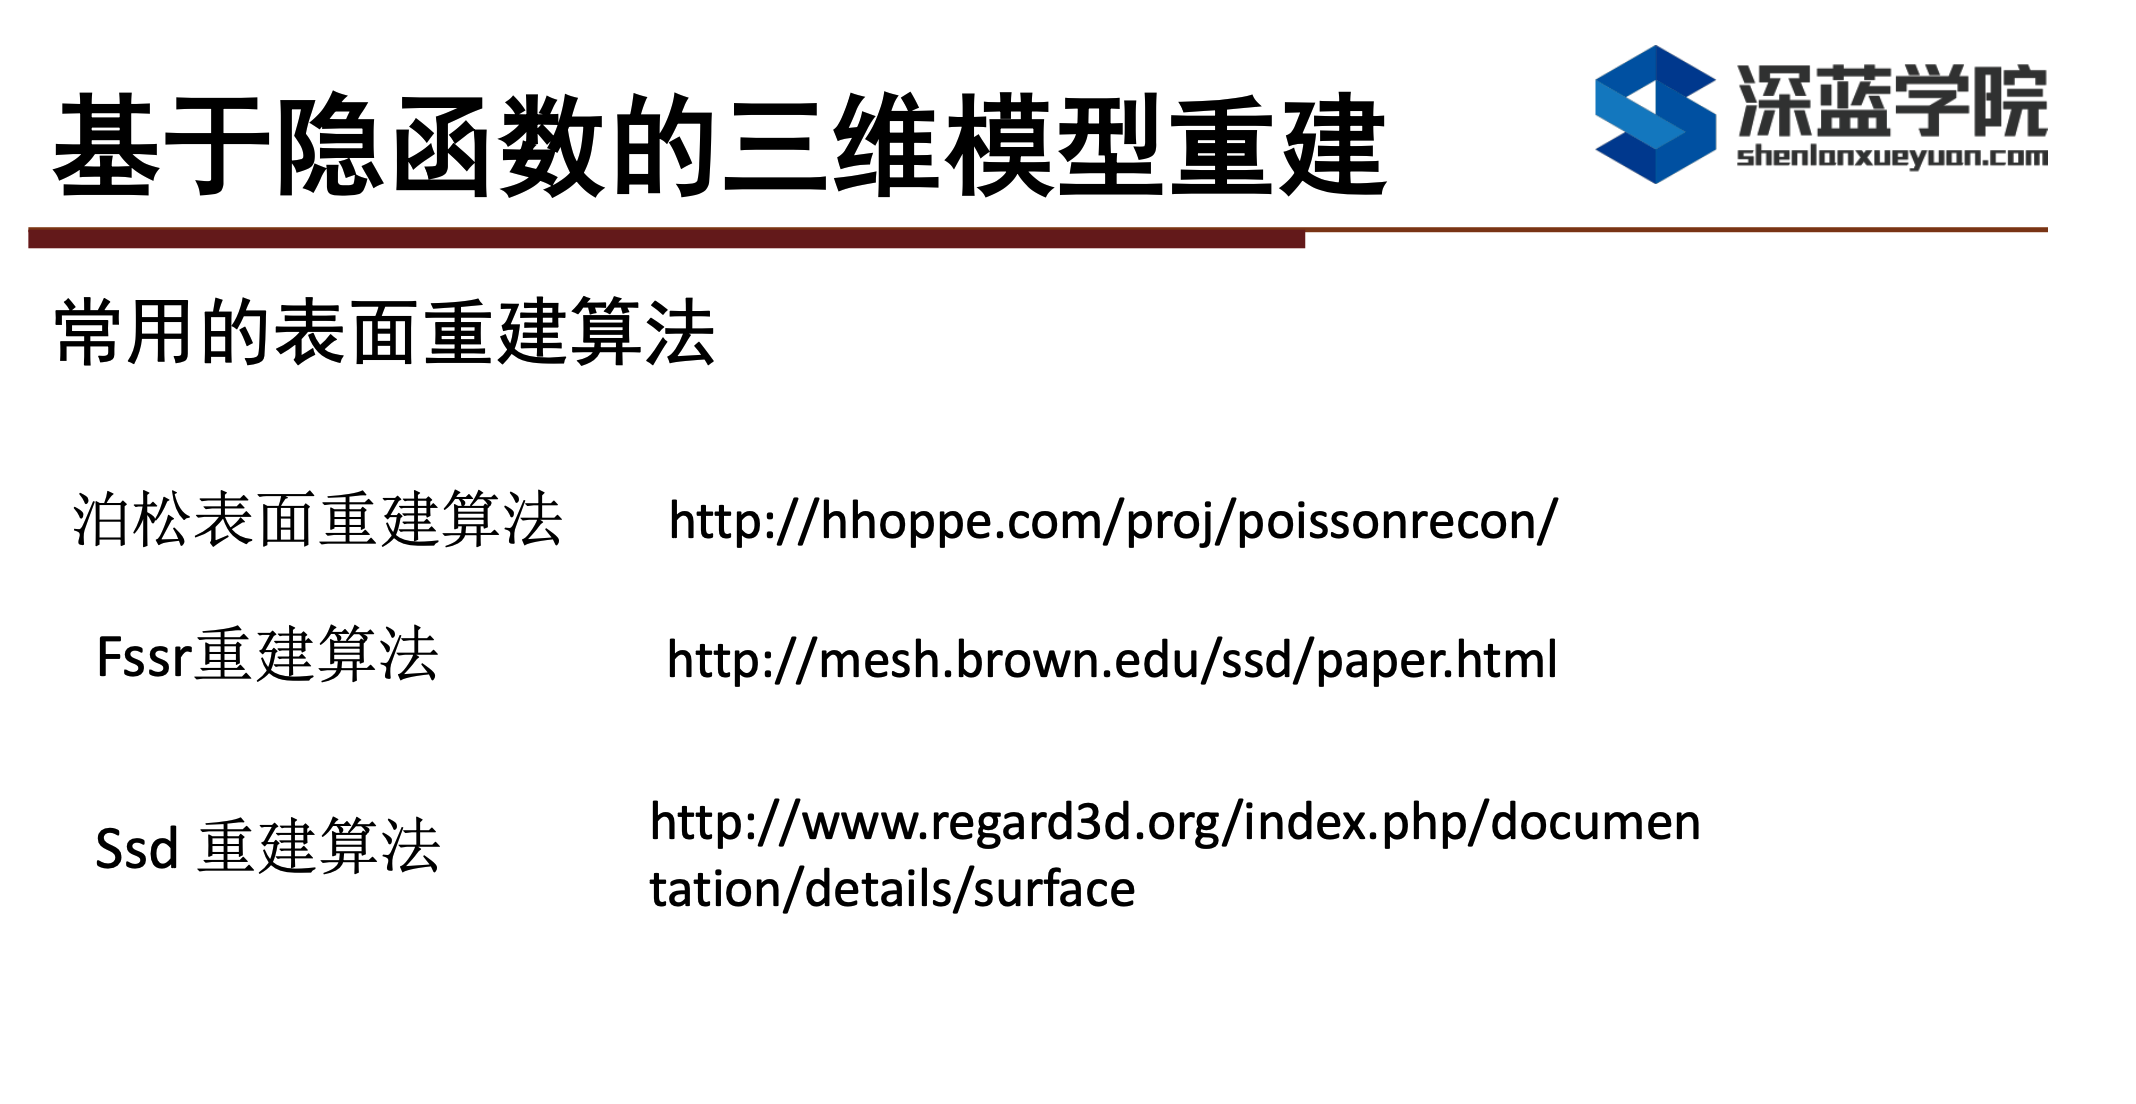 基于隐函数的三维模型重建
深蓝学院
shenlanxueyuan.com
常用的表面重建算法
泊松表面重建算法 http://hhoppe.com/proj/poissonrecon/
Fssr重建算法 http://mesh.brown.edu/ssd/paper.html
Ssd 重建算法 http://www.regard3d.org/index.php/documen
tation/details/surface